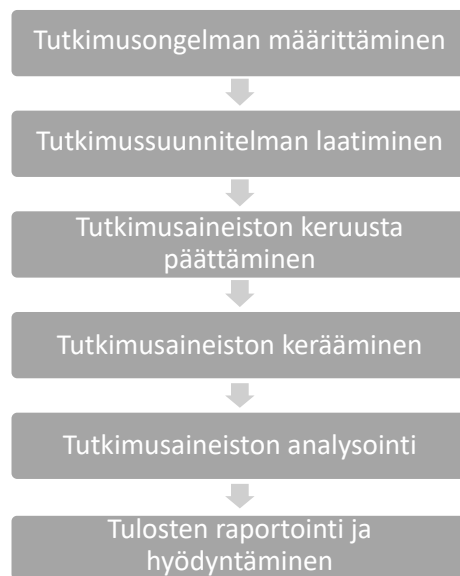 Tutkimusongelman määrittäminen
Tutkimussuunnitelman laatiminen
Tutkimusaineiston keruusta
päättäminen
Tutkimusaineiston kerääminen
Tutkimusaineiston analysointi
Tulosten raportointi ja
hyödyntäminen